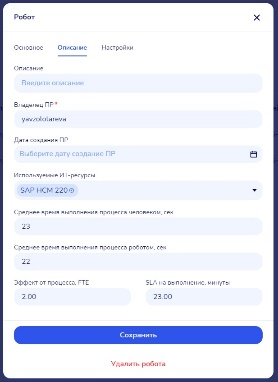 Робот
Основное Описание Настройки
Описание
Введите описание
Владелец ПР *
yavzolotareva
Дата создания ПР
Выберите дату создания ПР
Используемые ИТ-ресурсы
SAP HCM 220
Среднее время выполнения процесса человеком, сек
23
Среднее время выполнения процесса роботом, сек
22
Эффект от процесса, FTE SLA на выполнение, минуты
2.00 23.00
Сохранить
Удалить робота